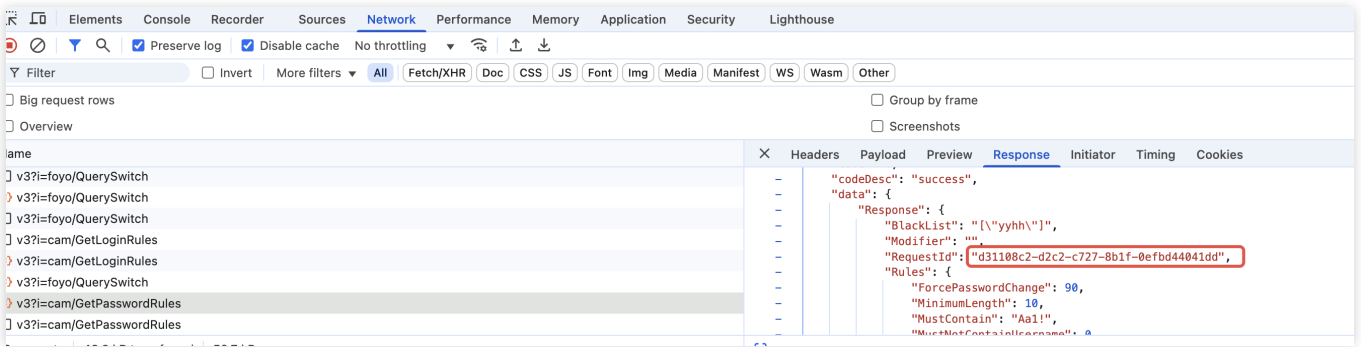 Elements Console Recorder Sources Network Performance Memory Application Security Lighthouse
Preserve log Disable cache No throttling
Filter Invert More filters All Fetch/XHR Doc CSS JS Font Img Media Manifest WS Wasm Other
Big request rows Group by frame
Overview Screenshots
ame Headers Payload Preview Response Initiator Timing Cookies
v3?i=foyo/QuerySwitch
v3?i=foyo/QuerySwitch
v3?i=foyo/QuerySwitch
v3?i=cam/GetLoginRules
v3?i=cam/GetLoginRules
v3?i=foyo/QuerySwitch
v3?i=cam/GetPasswordRules
v3?i=cam/GetPasswordRules
"codeDesc": "success",
"data": {
"Response": {
"BlackList": "[\"yyhh\"]",
"Modifier": "",
"RequestId": "d31108c2-d2c2-c727-8b1f-0efbd44041dd",
"Rules": {
"ForcePasswordChange": 90,
"MinimumLength": 10,
"MustContain": "Aa1!",
"MustNotContainUsername": 0